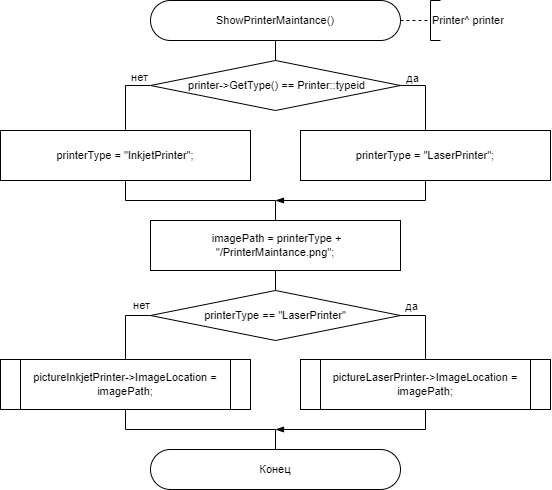 ShowPrinterMaintance()
Printer^ printer
нет
да
printer->GetType() == Printer::typeid
printerType = "InkjetPrinter";
printerType = "LaserPrinter";
imagePath = printerType +
"/PrinterMaintance.png";
нет
да
printerType == "LaserPrinter"
pictureInkjetPrinter->ImageLocation =
imagePath;
pictureLaserPrinter->ImageLocation =
imagePath;
Конец